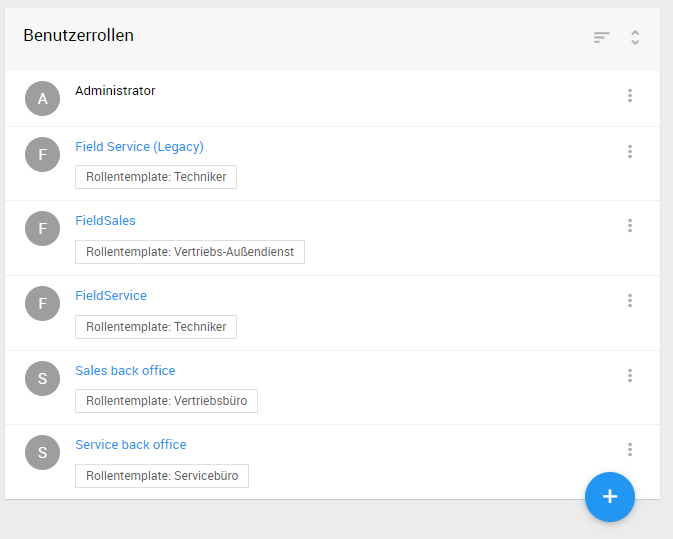 Benutzerrollen
A
Administrator
F
Field Service (Legacy)
Rollentemplate: Techniker
F
FieldSales
Rollentemplate: Vertriebs-Außendienst
F
FieldService
Rollentemplate: Techniker
S
Sales back office
Rollentemplate: Vertriebsbüro
S
Service back office
Rollentemplate: Servicebüro
+